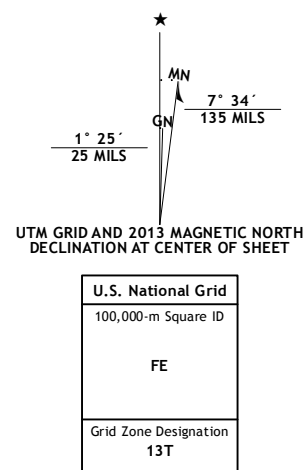 ★
MN
7° 34´
135 MILS
GN
1° 25´
25 MILS
UTM GRID AND 2013 MAGNETIC NORTH
DECLINATION AT CENTER OF SHEET
U.S. National Grid
100,000-m Square ID
FE
Grid Zone Designation
13T